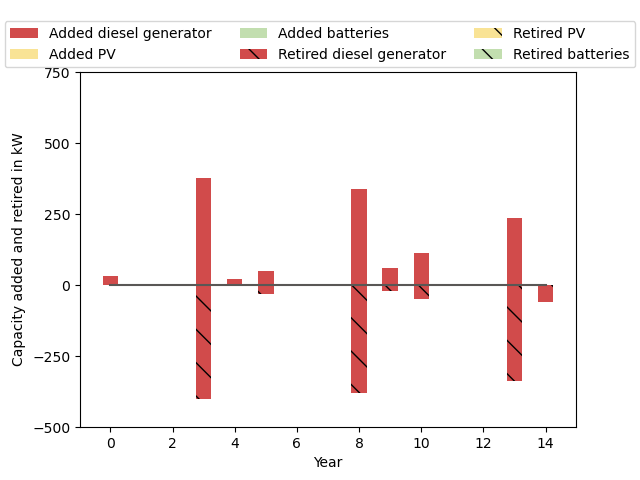 Added diesel generator Added batteries Retired PV
Added PV Retired diesel generator Retired batteries
750
500
250
0
−250
−500
Capacity added and retired in kW
0 2 4 6 8 10 12 14
Year